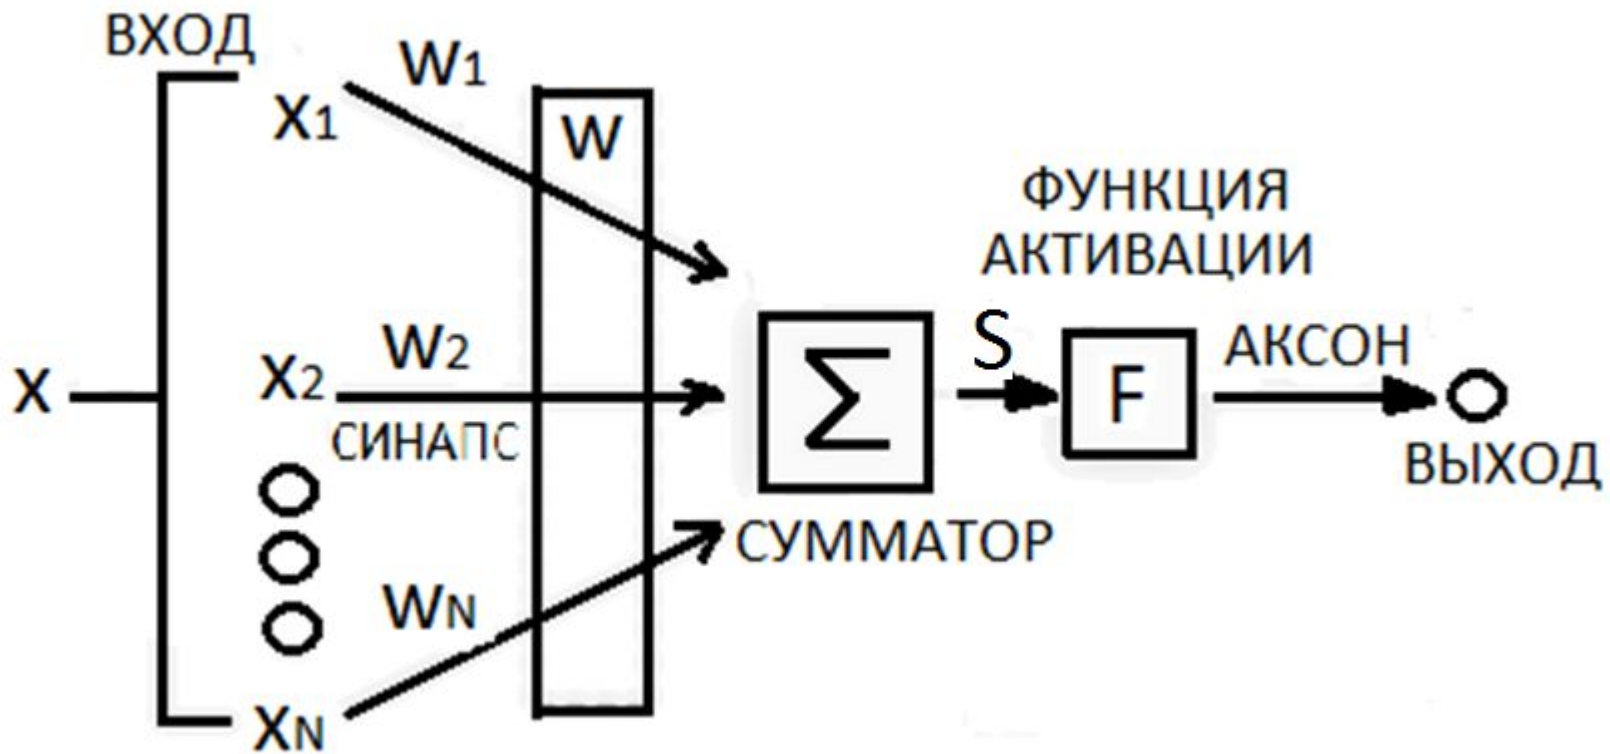 ВХОД
W1
X1
W
ФУНКЦИЯ
АКТИВАЦИИ
X
X2
W2
СИНАПС
Σ
S
F
АКСОН
ВЫХОД
СУММАТОР
WN
XN